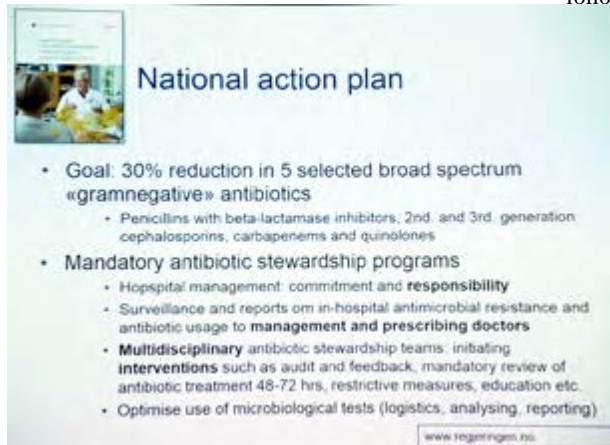 National action plan
• Goal: 30% reduction in 5 selected broad spectrum
«gramnegative» antibiotics
• Penicillins with beta-lactamase inhibitors, 2nd. and 3rd. generation
cephalosporins, carbapenems and quinolones
• Mandatory antibiotic stewardship programs
• Hopspital management: commitment and responsibility
• Surveillance and reports om in-hospital antimicrobial resistance and
antibiotic usage to management and prescribing doctors
• Multidisciplinary antibiotic stewardship teams: initiating
interventions such as audit and feedback, mandatory review of
antibiotic treatment 48-72 hrs, restrictive measures, education etc.
• Optimise use of microbiological tests (logistics, analysing, reporting)
www.regjeringen.no